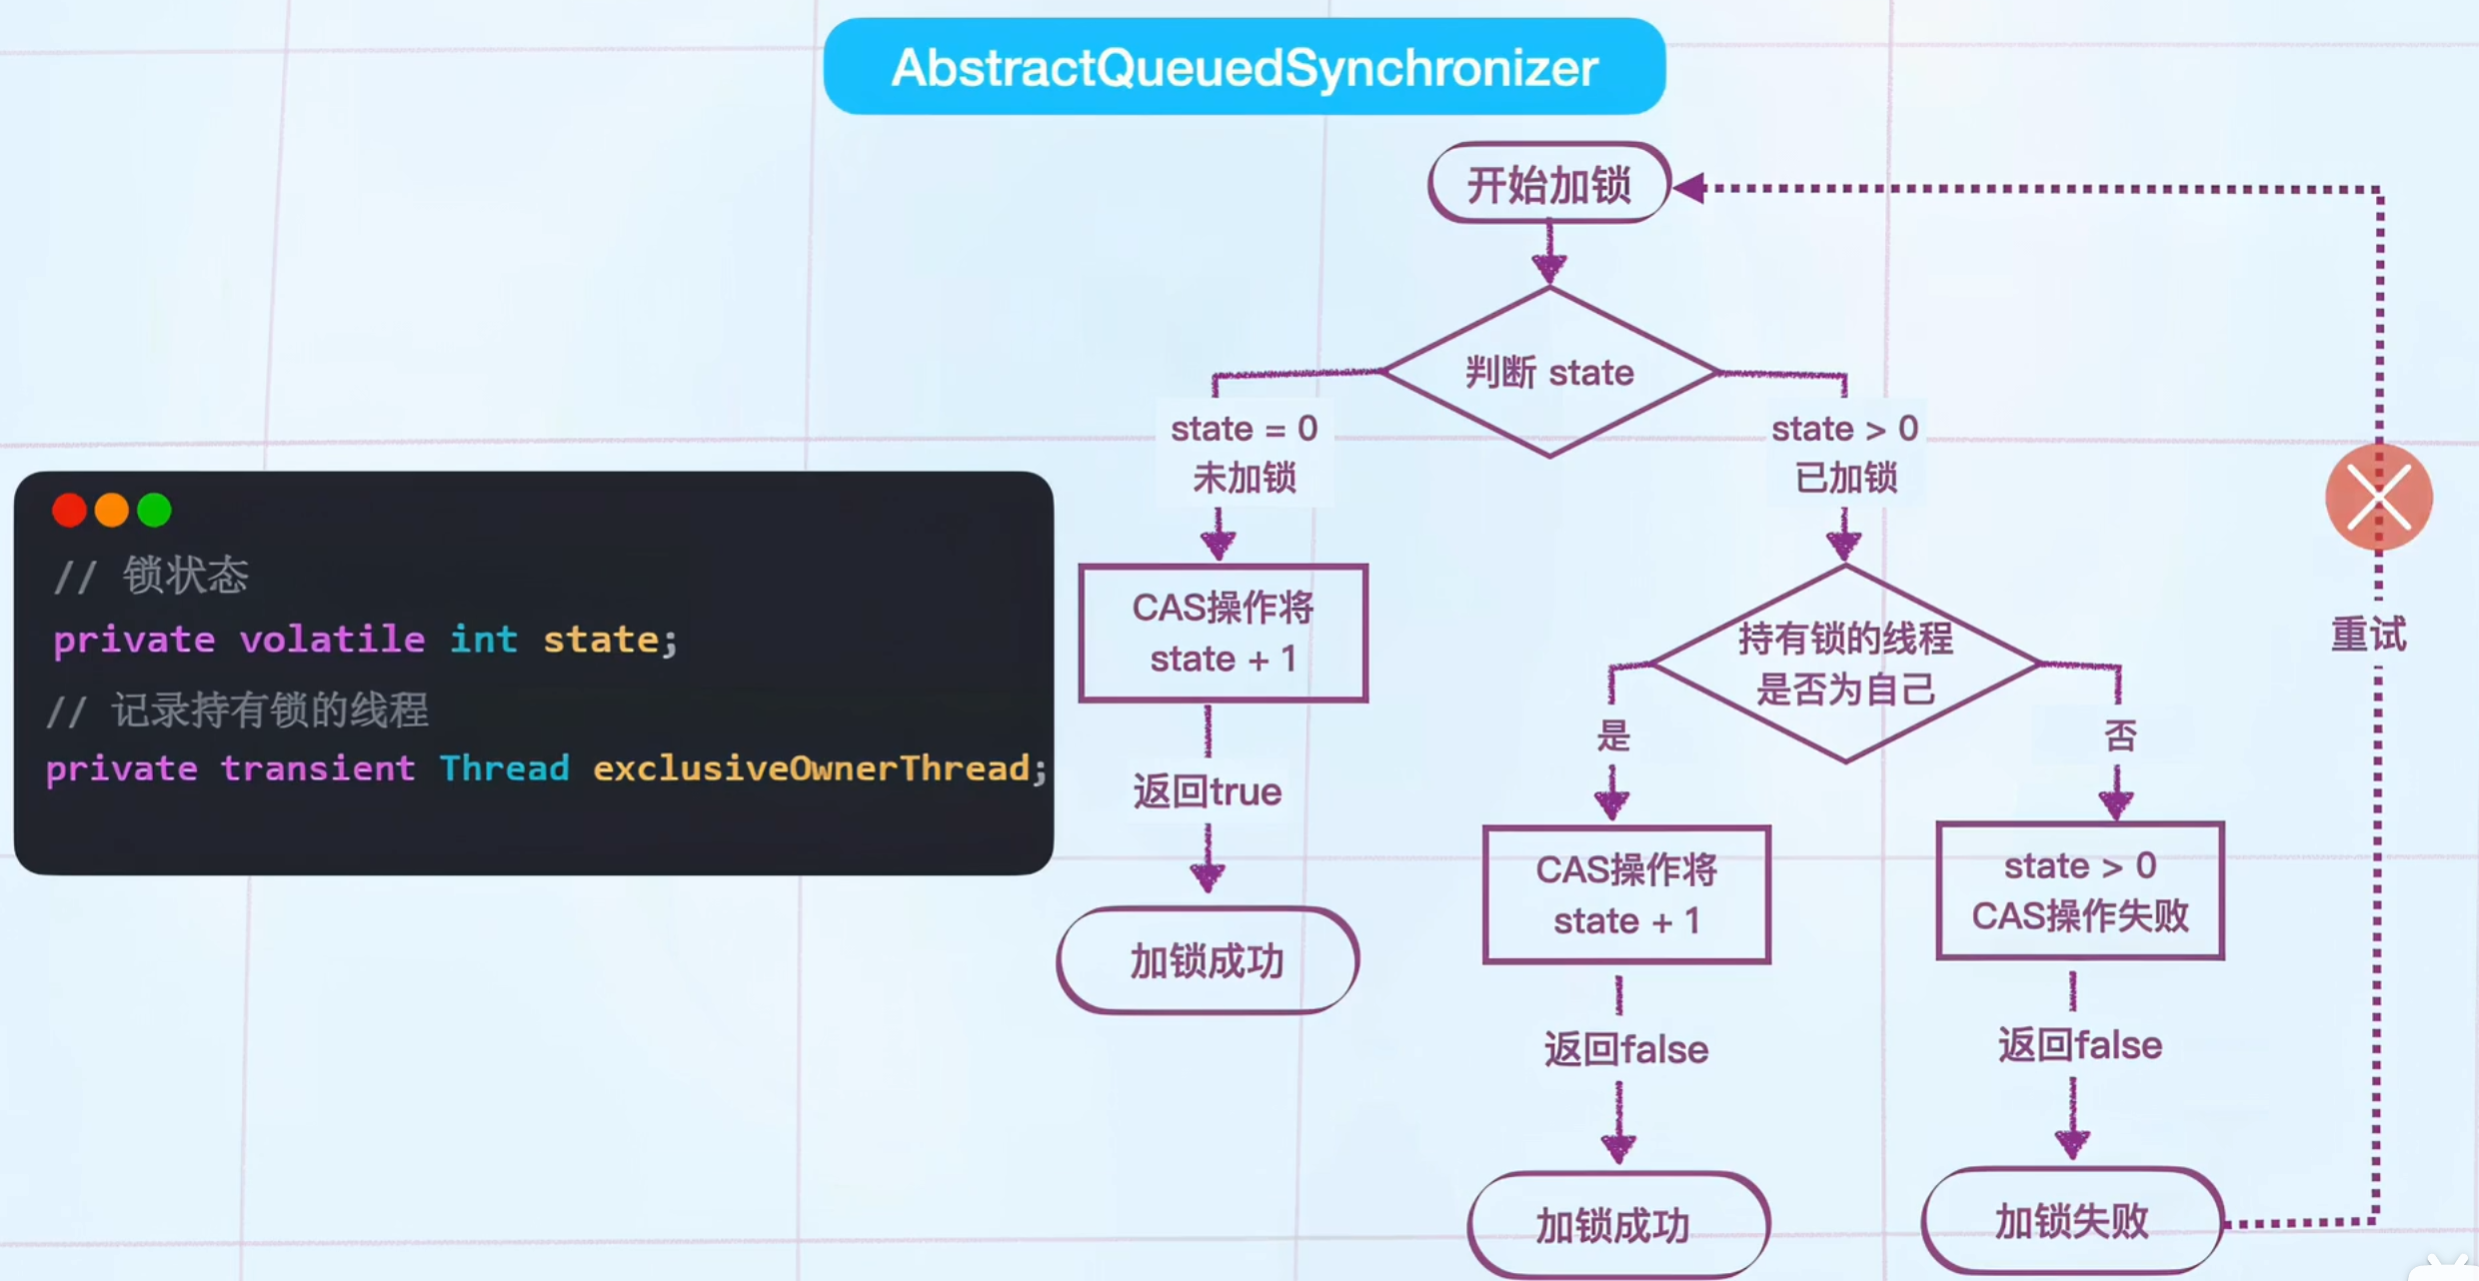 AbstractQueuedSynchronizer
开始加锁
判断 state
state = 0
未加锁
state > 0
已加锁
// 锁状态
private volatile int state;
// 记录持有锁的线程
private transient Thread exclusiveOwnerThread;
CAS操作将
state + 1
返回true
加锁成功
持有锁的线程
是否为自己
是
否
重试
CAS操作将
state + 1
返回false
加锁成功
state > 0
CAS操作失败
返回false
加锁失败